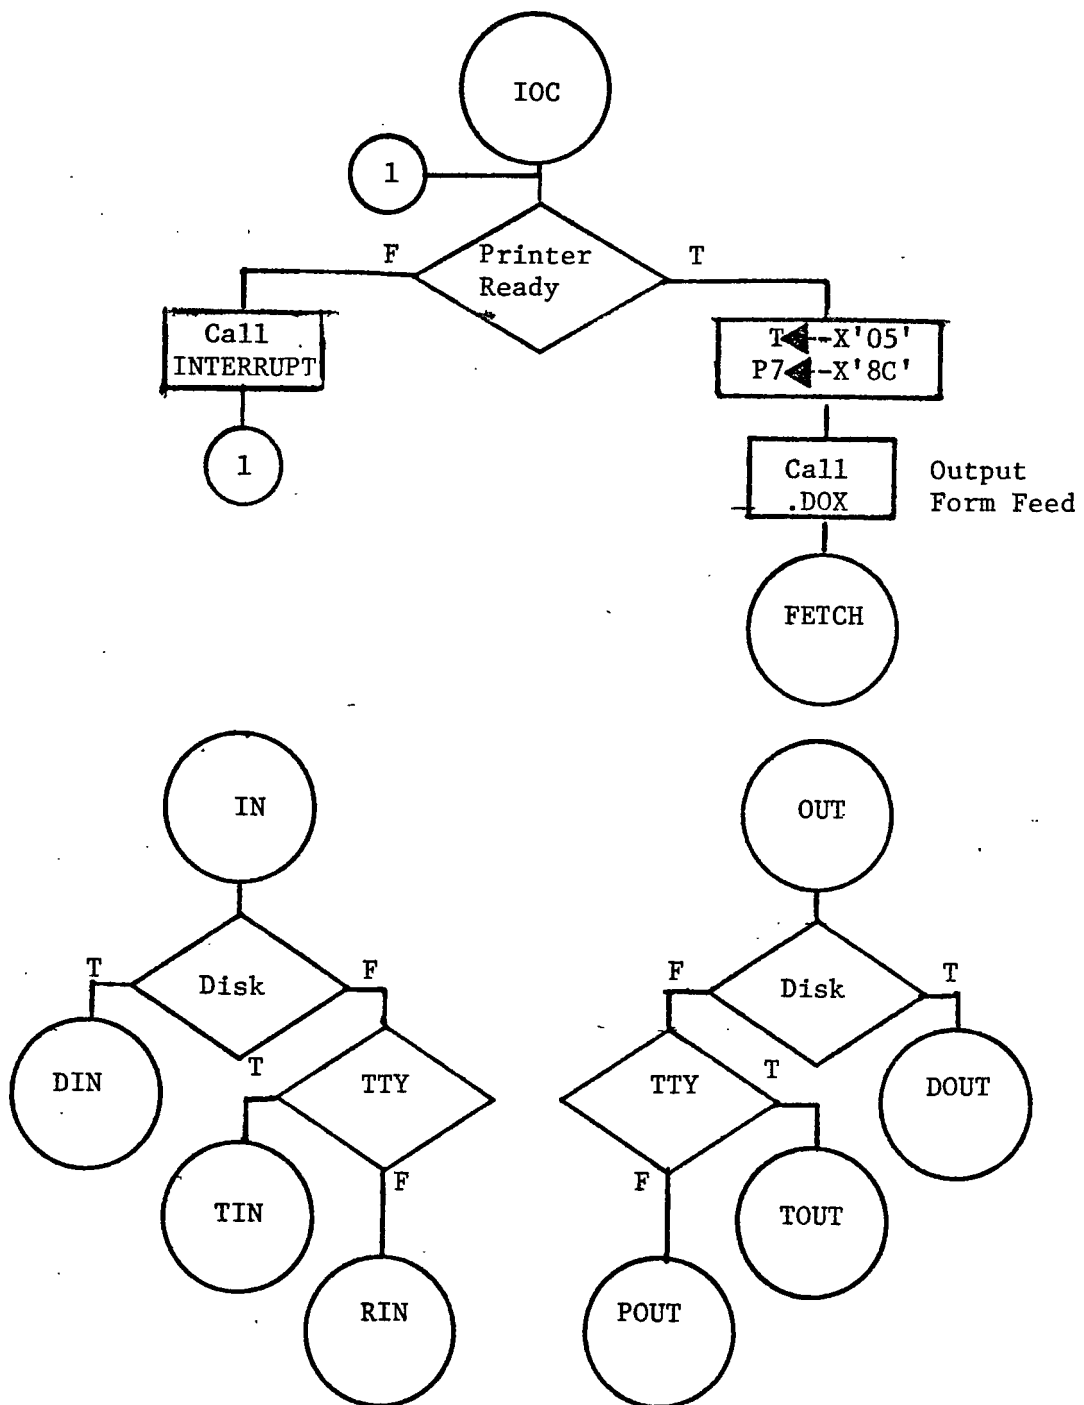 IOC
1
F
Printer
Ready
T
Call
INTERRUPT
T◀-X'05'
P7◀-X'8C'
1
Call
.DOX
Output
Form Feed
FETCH
IN
OUT
T
Disk
F
F
Disk
T
DIN
T
TTY
TTY
T
DOUT
TIN
F
F
TOUT
RIN
POUT